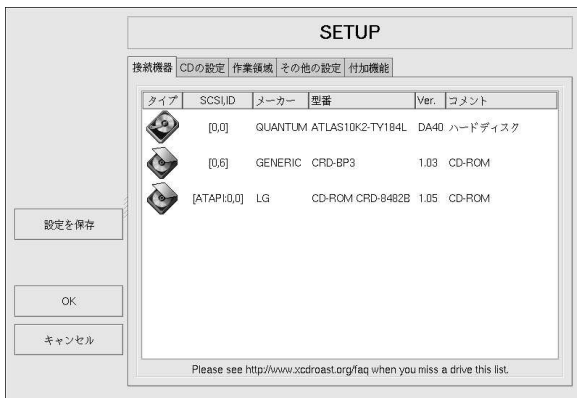 SETUP
接続機器 CDの設定 作業領域 その他の設定 付加機能
タイプ SCSI,ID メーカー 型番 Ver. コメント
[0,0] QUANTUM ATLAS10K2-TY184L DA40 ハードディスク
[0,6] GENERIC CRD-BP3 1.03 CD-ROM
[ATAPI:0,0] LG CD-ROM CRD-8482B 1.05 CD-ROM
設定を保存
OK
キャンセル
Please see http://www.xcdroast.org/faq when you miss a drive this list.